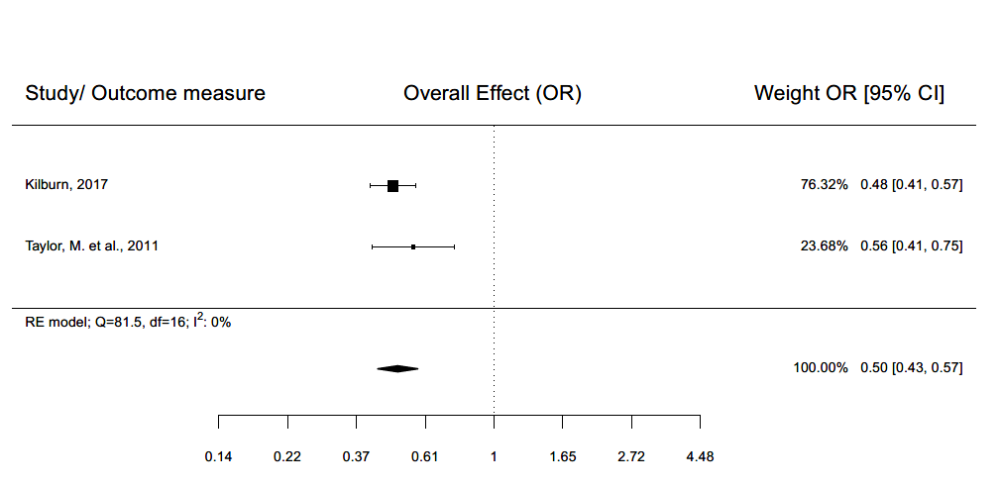 Study/ Outcome measure Overall Effect (OR) Weight OR [95% CI]
Kilburn, 2017 76.32% 0.48 [0.41, 0.57]
Taylor, M. et al., 2011 23.68% 0.56 [0.41, 0.75]
RE model; Q=81.5, df=16; I²: 0%
100.00% 0.50 [0.43, 0.57]
0.14 0.22 0.37 0.61 1 1.65 2.72 4.48